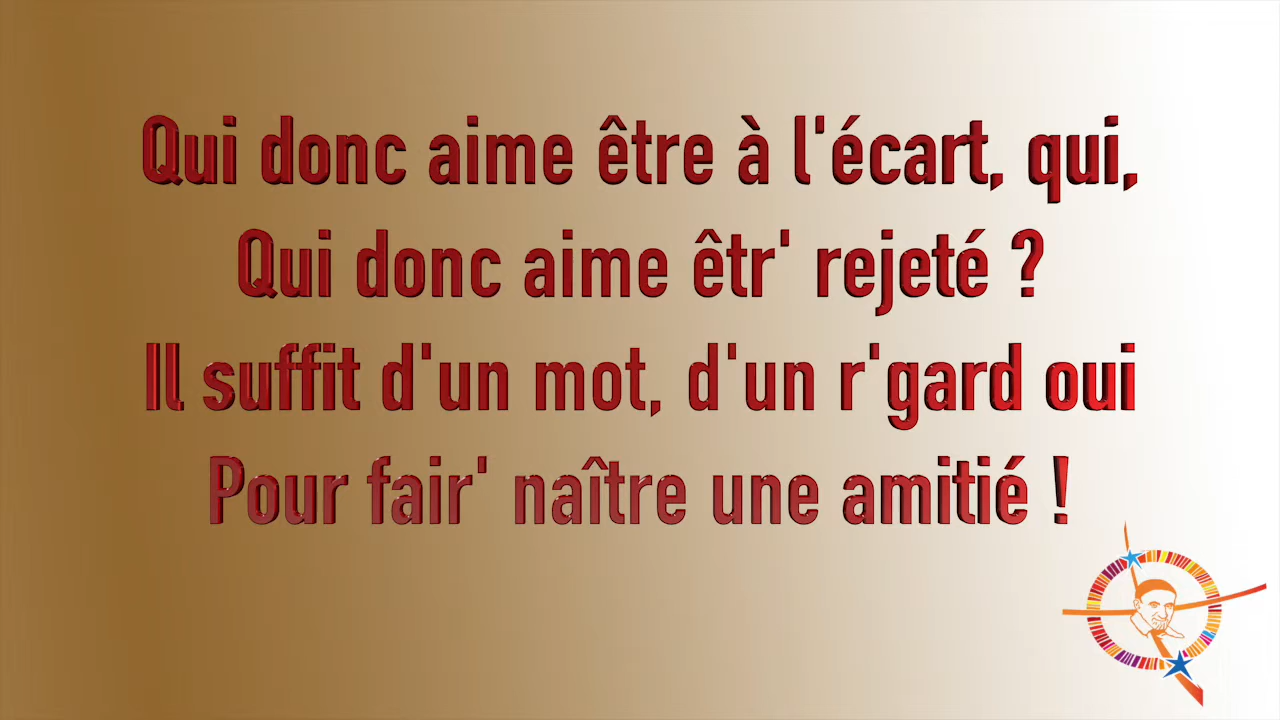 Qui donc aime être à l'écart, qui,
Qui donc aime êtr' rejeté ?
Il suffit d'un mot, d'un r'gard oui
Pour fair' naître une amitié !